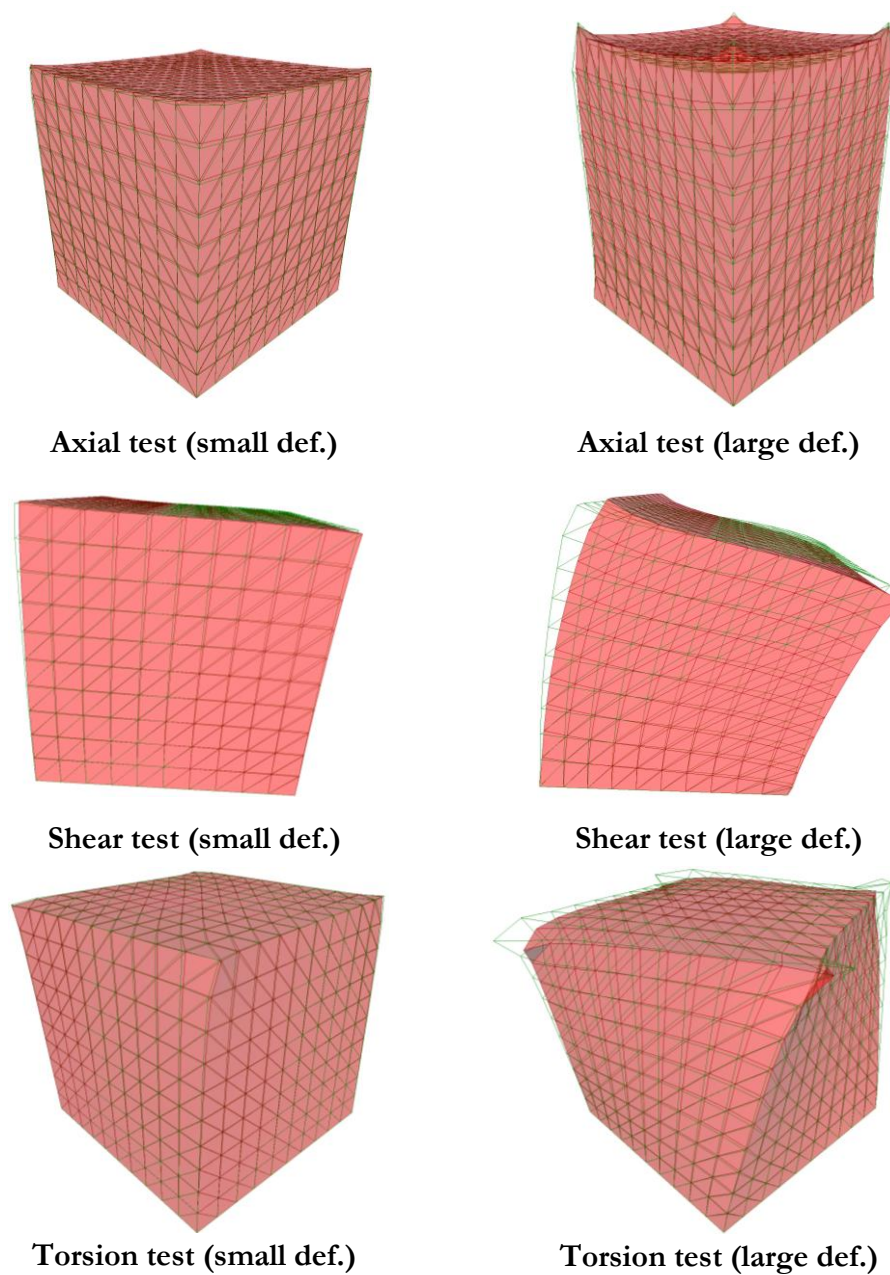 Axial test (small def.)
Axial test (large def.)
Shear test (small def.)
Shear test (large def.)
Torsion test (small def.)
Torsion test (large def.)